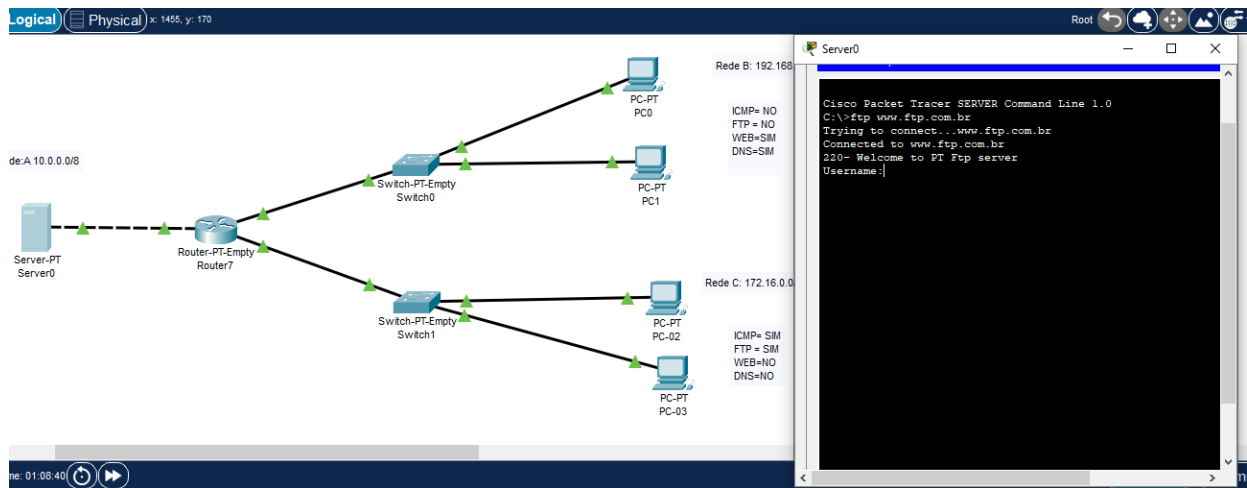 Logical
Physical
x: 1455, y: 170
Root
de:A 10.0.0.0/8
Server-PT
Server0
Router-PT-Empty
Router7
Switch-PT-Empty
Switch0
PC-PT
PC0
PC-PT
PC1
Rede B: 192.168
ICMP= NO
FTP = NO
WEB=SIM
DNS=SIM
Switch-PT-Empty
Switch1
PC-PT
PC-02
PC-PT
PC-03
Rede C: 172.16.0.0
ICMP= SIM
FTP = SIM
WEB=NO
DNS=NO
me: 01:08:40
Server0
Cisco Packet Tracer SERVER Command Line 1.0
C:\>ftp www.ftp.com.br
Trying to connect...www.ftp.com.br
Connected to www.ftp.com.br
220- Welcome to PT Ftp server
Username: